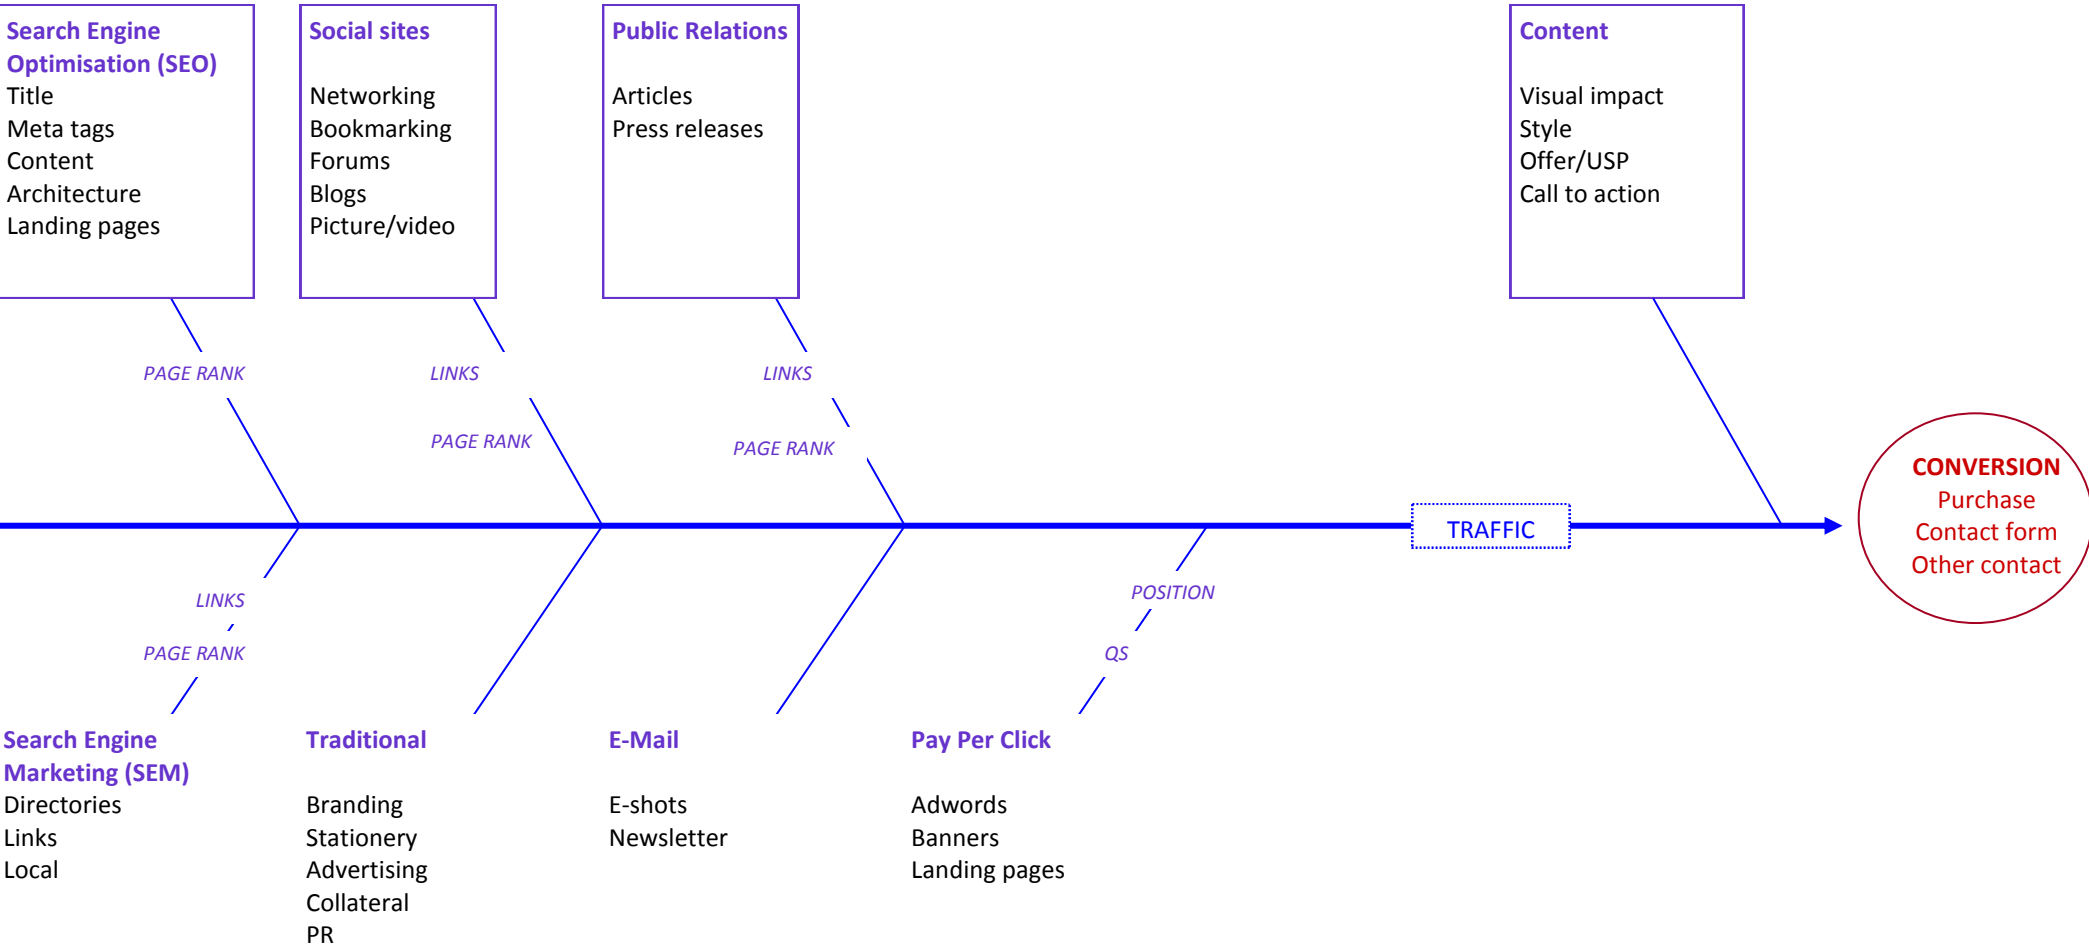 Search Engine
Optimisation (SEO)
Title
Meta tags
Content
Architecture
Landing pages
Social sites
Networking
Bookmarking
Forums
Blogs
Picture/video
Public Relations
Articles
Press releases
Content
Visual impact
Style
Offer/USP
Call to action
PAGE RANK
LINKS
PAGE RANK
LINKS
PAGE RANK
TRAFFIC
CONVERSION
Purchase
Contact form
Other contact
LINKS
PAGE RANK
POSITION
QS
Search Engine
Marketing (SEM)
Directories
Links
Local
Traditional
Branding
Stationery
Advertising
Collateral
PR
E-Mail
E-shots
Newsletter
Pay Per Click
Adwords
Banners
Landing pages